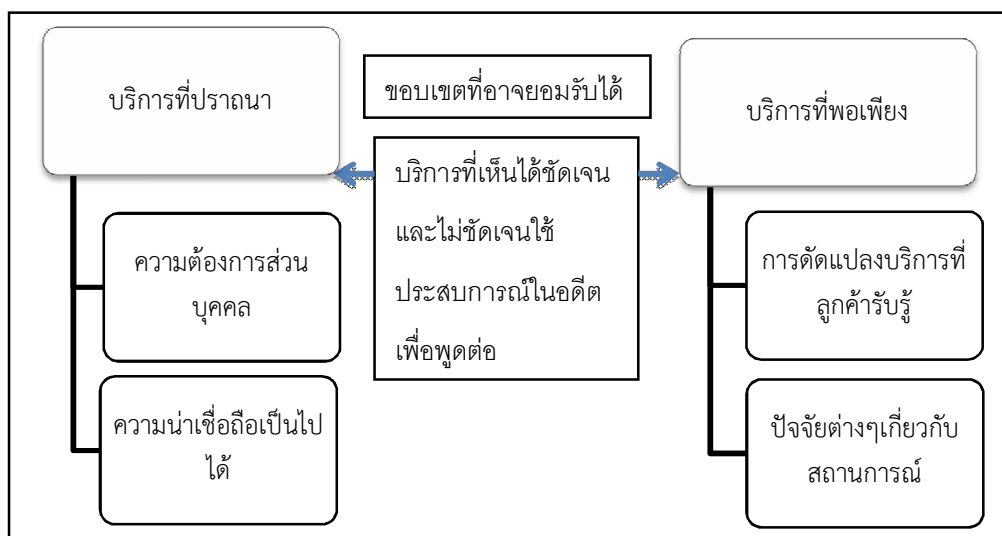 บริการที่ปราถนา
ความต้องการส่วน
บุคคล
ความน่าเชื่อถือเป็นไป
ได้
ขอบเขตที่อาจยอมรับได้
บริการที่เห็นได้ชัดเจน
และไม่ชัดเจนใช้
ประสบการณ์ในอดีต
เพื่อพูดต่อ
บริการที่พอเพียง
การดัดแปลงบริการที่
ลูกค้ารับรู้
ปัจจัยต่างๆเกี่ยวกับ
สถานการณ์